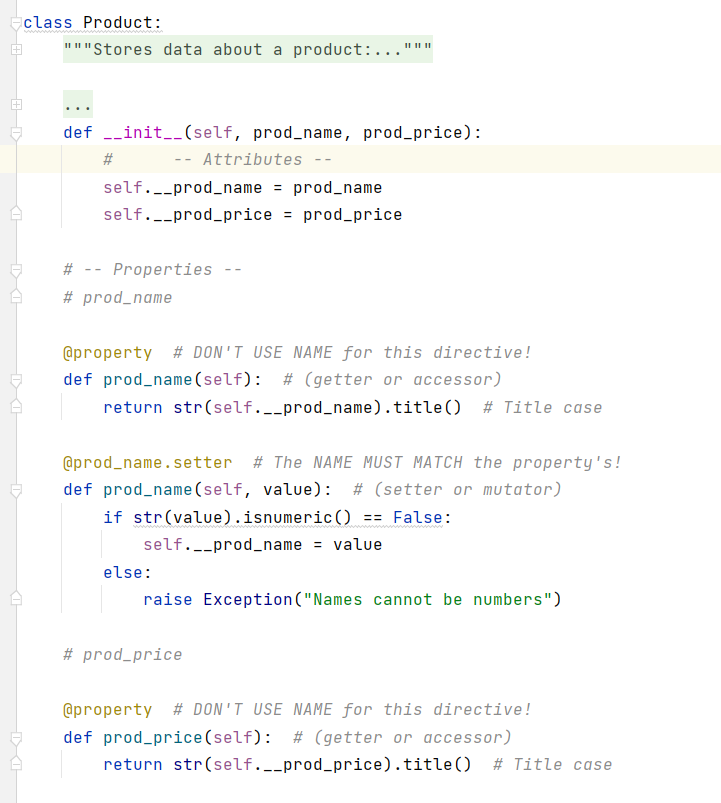 class Product:
    """Stores data about a product:..."""
    ...
    def __init__(self, prod_name, prod_price):
        #      -- Attributes --
        self.__prod_name = prod_name
        self.__prod_price = prod_price
    # -- Properties --
    # prod_name
    @property  # DON'T USE NAME for this directive!
    def prod_name(self):  # (getter or accessor)
        return str(self.__prod_name).title()  # Title case
    @prod_name.setter  # The NAME MUST MATCH the property's!
    def prod_name(self, value):  # (setter or mutator)
        if str(value).isnumeric() == False:
            self.__prod_name = value
        else:
            raise Exception("Names cannot be numbers")
    # prod_price
    @property  # DON'T USE NAME for this directive!
    def prod_price(self):  # (getter or accessor)
        return str(self.__prod_price).title()  # Title case